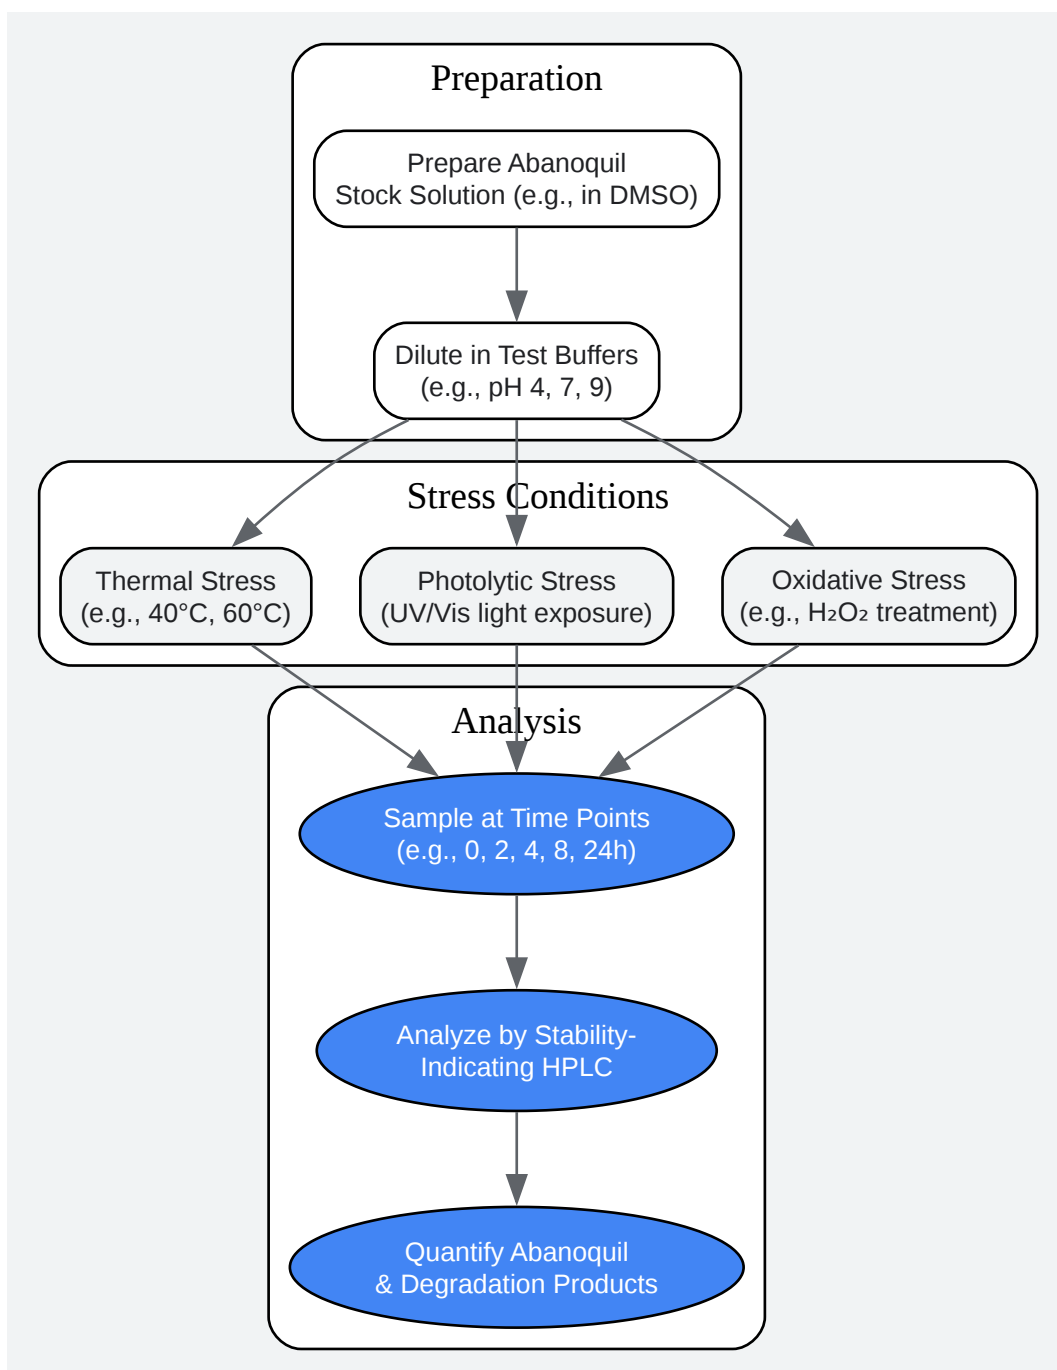 Preparation
Prepare Abanoquil
Stock Solution (e.g., in DMSO)
Dilute in Test Buffers
(e.g., pH 4, 7, 9)
Stress Conditions
Thermal Stress
(e.g., 40°C, 60°C)
Photolytic Stress
(UV/Vis light exposure)
Oxidative Stress
(e.g., H₂O₂ treatment)
Analysis
Sample at Time Points
(e.g., 0, 2, 4, 8, 24h)
Analyze by Stability-
Indicating HPLC
Quantify Abanoquil
& Degradation Products